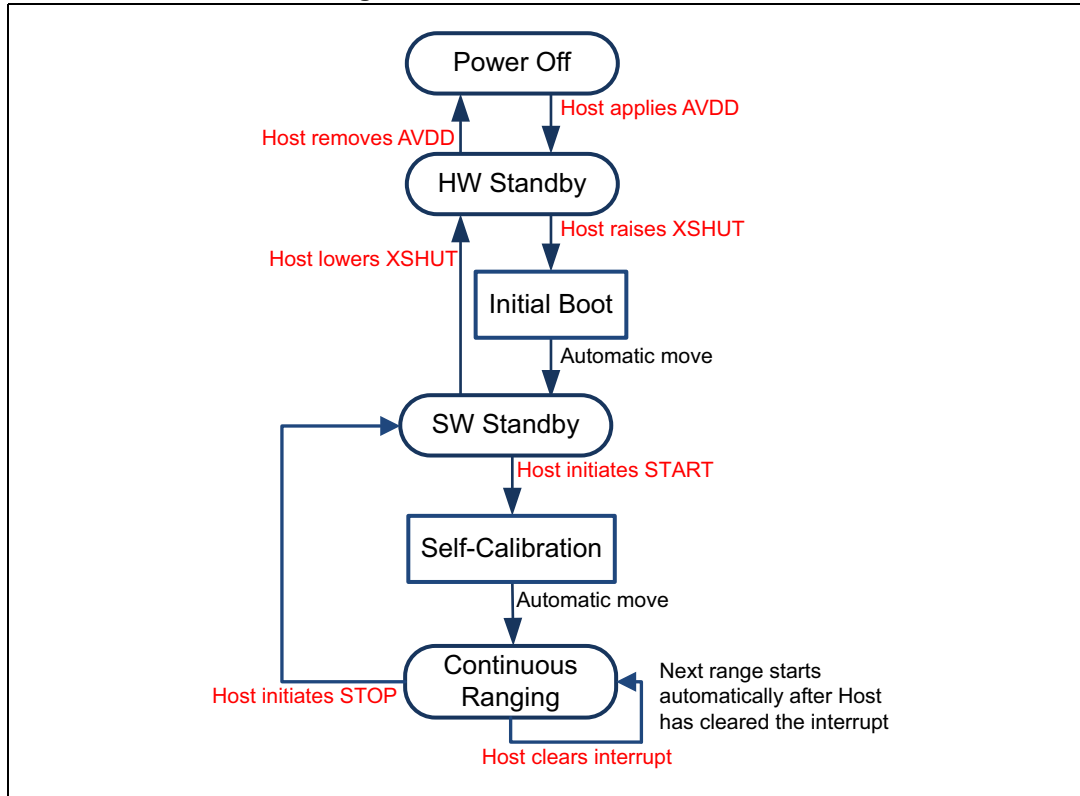 Power Off
Host applies AVDD
Host removes AVDD
HW Standby
Host raises XSHUT
Host lowers XSHUT
Initial Boot
Automatic move
SW Standby
Host initiates START
Self-Calibration
Automatic move
Continuous
Ranging
Next range starts
automatically after Host
has cleared the interrupt
Host initiates STOP
Host clears interrupt